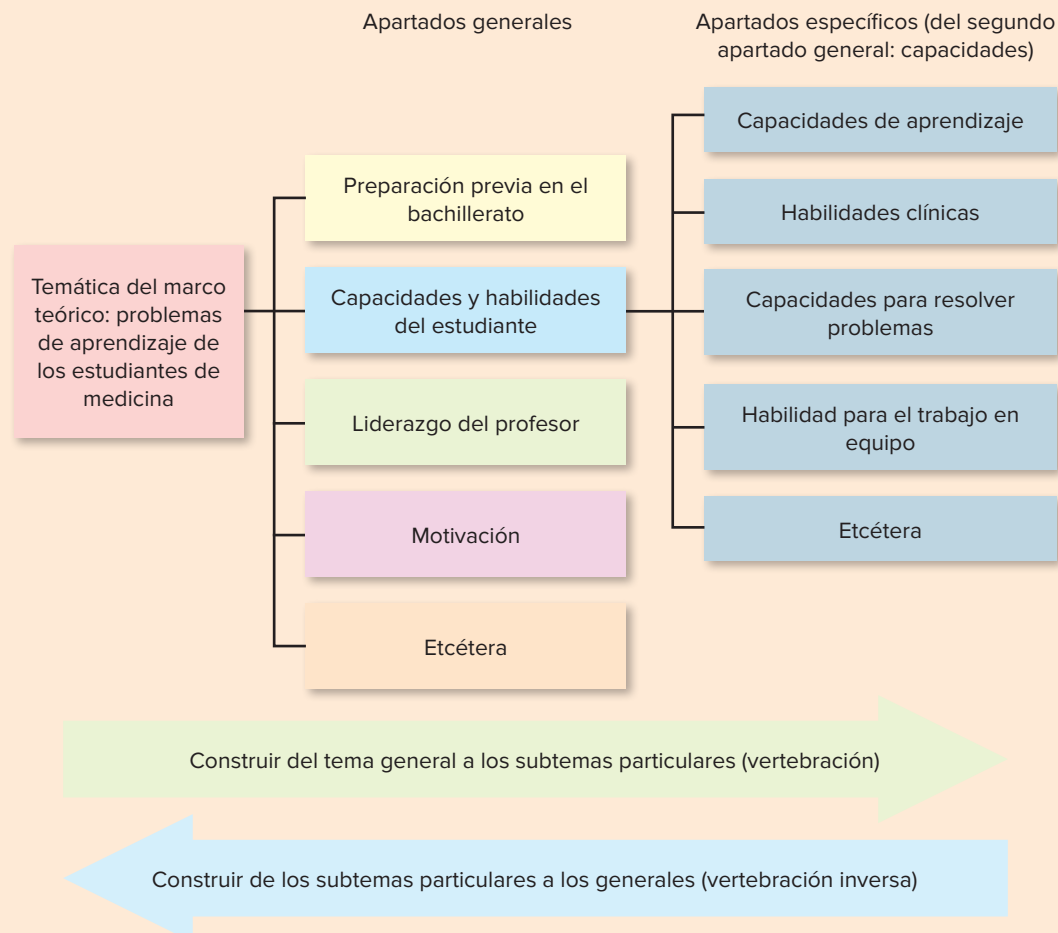 Apartados generales
Apartados específicos (del segundo
apartado general: capacidades)
Temática del marco
teórico: problemas
de aprendizaje de
los estudiantes de
medicina
Preparación previa en el
bachillerato
Capacidades y habilidades
del estudiante
Liderazgo del profesor
Motivación
Etcétera
Capacidades de aprendizaje
Habilidades clínicas
Capacidades para resolver
problemas
Habilidad para el trabajo en
equipo
Etcétera
Construir del tema general a los subtemas particulares (vertebración)
Construir de los subtemas particulares a los generales (vertebración inversa)